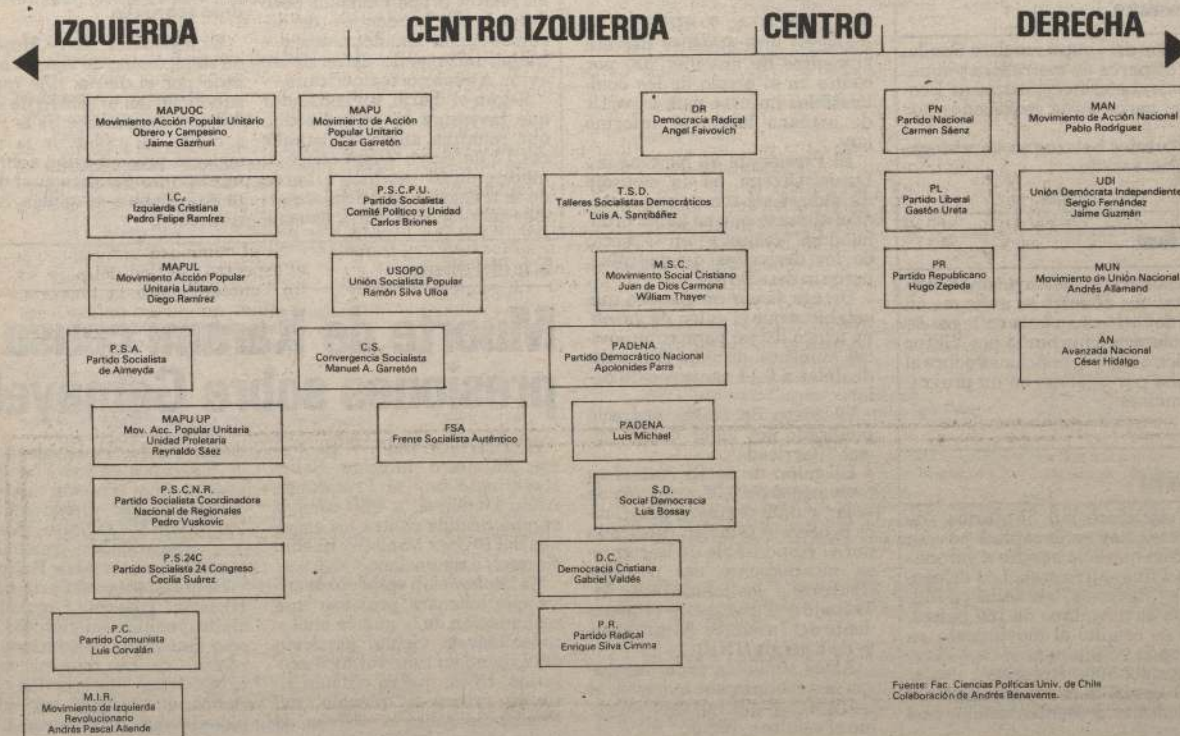 IZQUIERDA
CENTRO IZQUIERDA
CENTRO
DERECHA
MAPUOC
Movimiento Acción Popular Unitario
Obrero y Campesino
Jaime Gazmuri
I.C.
Izquierda Cristiana
Pedro Felipe Ramírez
MAPUL
Movimiento Acción Popular
Unitaria Lautaro
Diego Ramírez
P.S.A.
Partido Socialista
de Almeyda
MAPU UP
Mov. Acc. Popular Unitaria
Unidad Proletaria
Reynaldo Sáez
P.S.C.N.R.
Partido Socialista Coordinadora
Nacional de Regionales
Pedro Vuskovic
P.S.24C
Partido Socialista 24 Congreso
Cecilia Suárez
P.C.
Partido Comunista
Luis Corvalán
M.I.R.
Movimiento de Izquierda
Revolucionario
Andrés Pascal Allende
MAPU
Movimiento de Acción
Popular Unitario
Oscar Garretón
P.S.C.P.U.
Partido Socialista
Comité Político y Unidad
Carlos Briones
USOPO
Unión Socialista Popular
Ramón Silva Ulloa
C.S.
Convergencia Socialista
Manuel A. Garretón
FSA
Frente Socialista Auténtico
DR
Democracia Radical
Angel Faivovich
T.S.D.
Talleres Socialistas Democráticos
Luis A. Santibáñez
M.S.C.
Movimiento Social Cristiano
Juan de Dios Carmona
William Thayer
PADENA
Partido Democrático Nacional
Apolonides Parra
PADENA
Luis Michael
S.D.
Social Democracia
Luis Bossay
D.C.
Democracia Cristiana
Gabriel Valdés
P.R.
Partido Radical
Enrique Silva Cimma
PN
Partido Nacional
Carmen Sáenz
PL
Partido Liberal
Gastón Ureta
PR
Partido Republicano
Hugo Zepeda
MAN
Movimiento de Acción Nacional
Pablo Rodríguez
UDI
Unión Demócrata Independiente
Sergio Fernández
Jaime Guzmán
MUN
Movimiento de Unión Nacional
Andrés Allamand
AN
Avanzada Nacional
César Hidalgo
Fuente: Fac. Ciencias Políticas Univ. de Chile
Colaboración de Andrés Benavente.